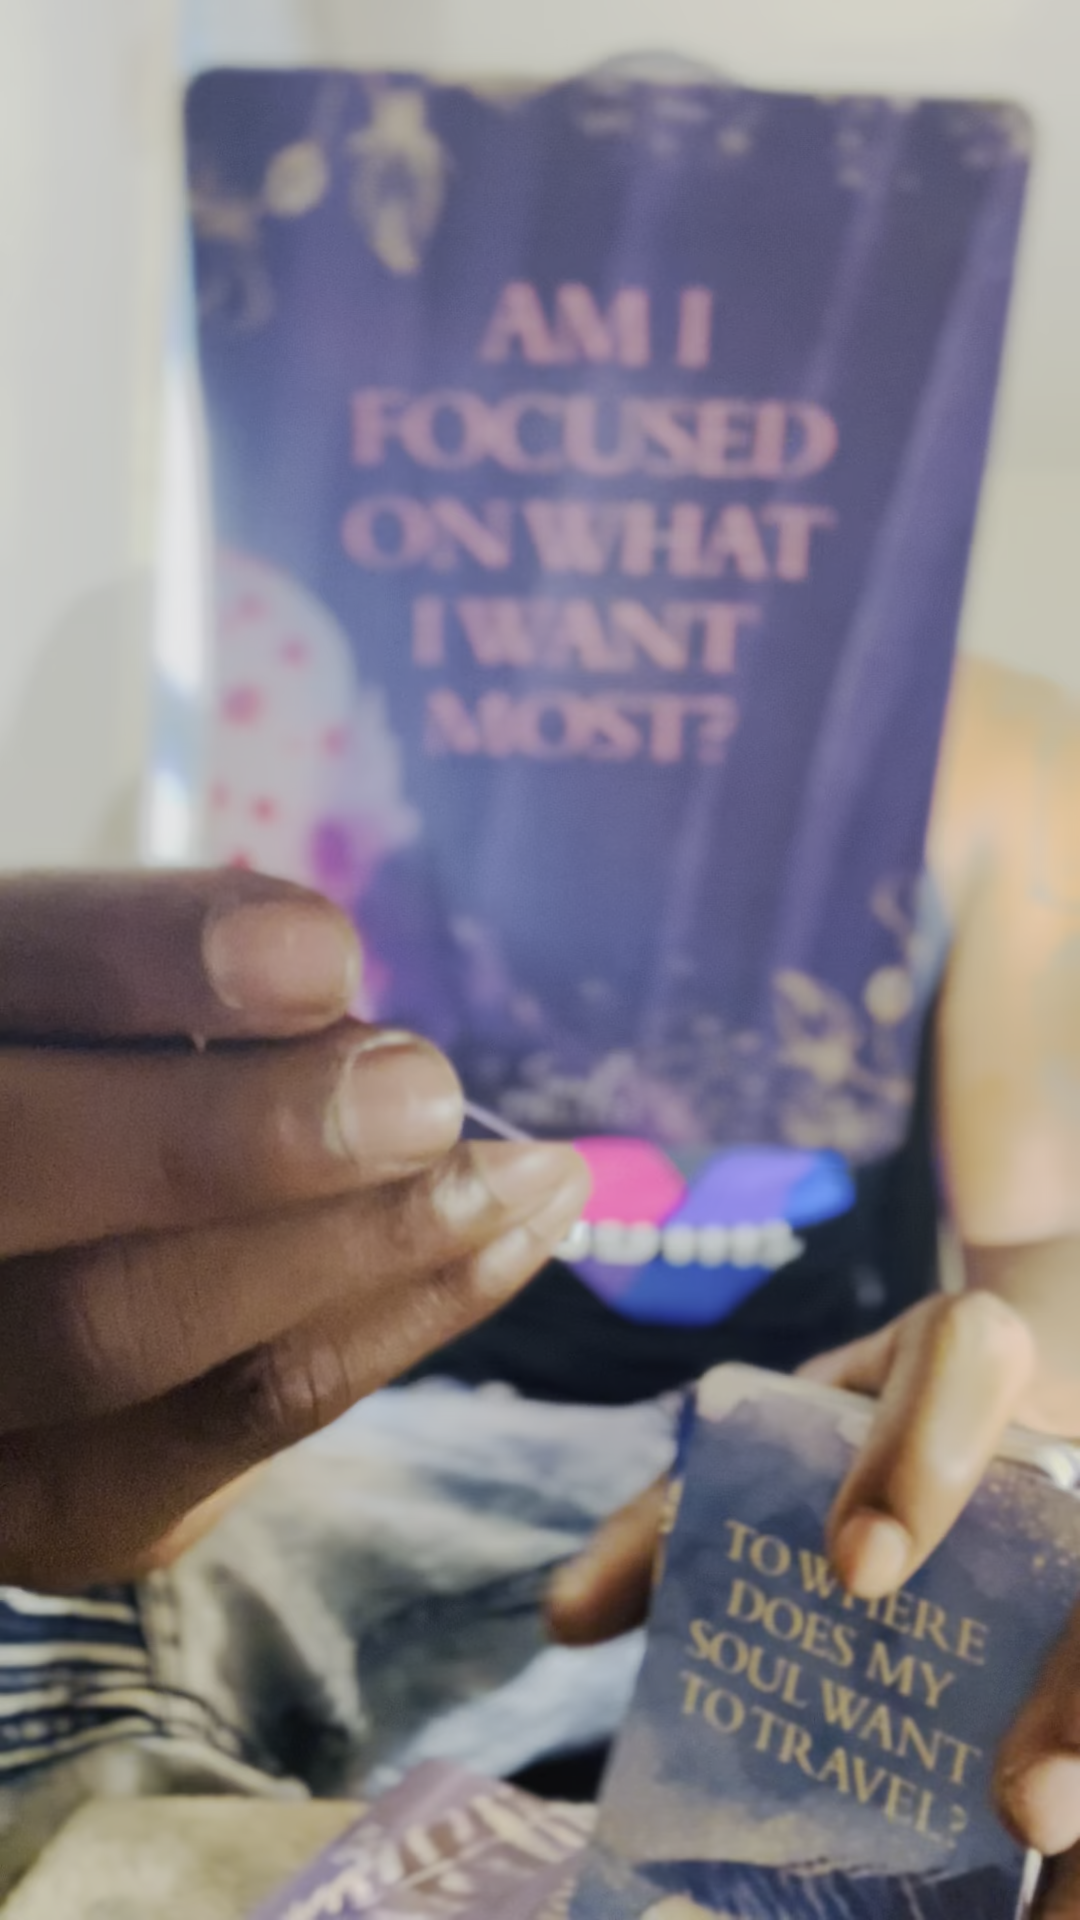 AM I
FOCUSED
ON WHAT
I WANT
MOST?
TO WHERE
DOES MY
SOUL WANT
TO TRAVEL?